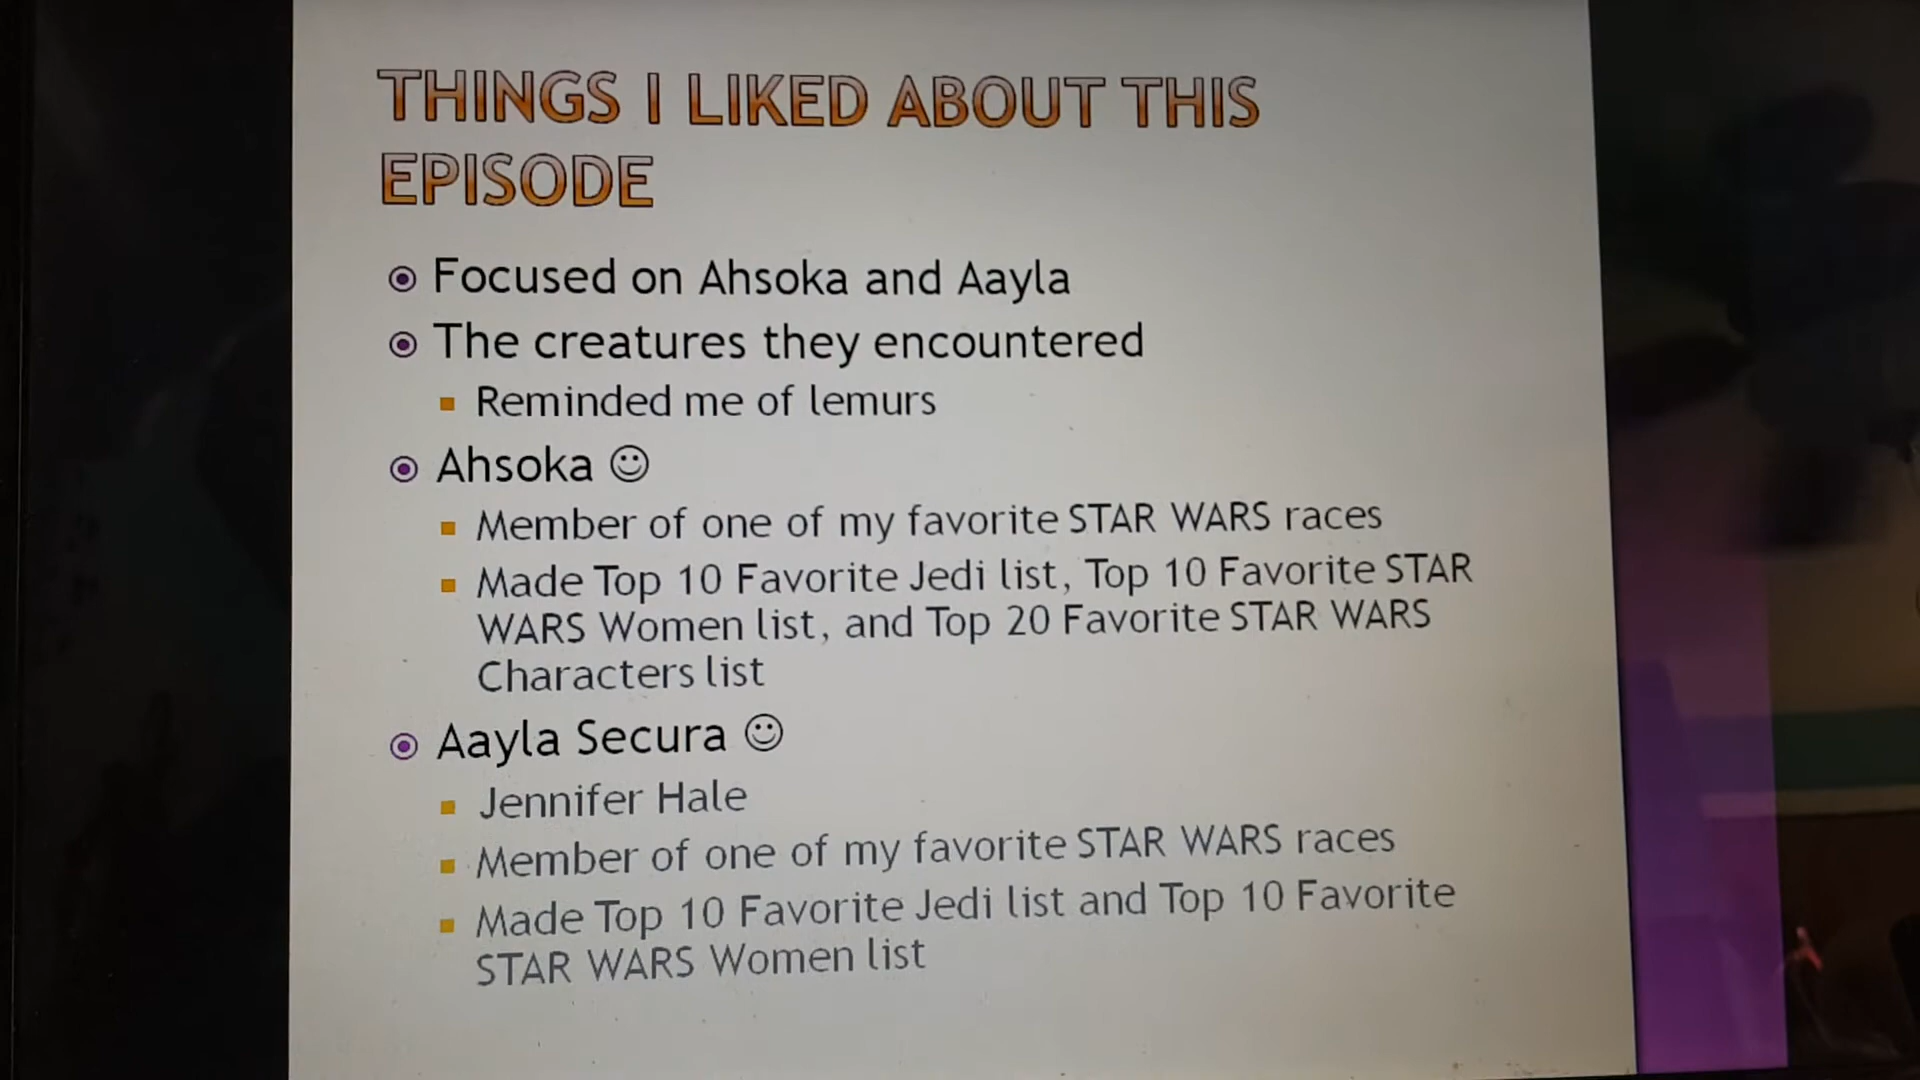 THINGS I LIKED ABOUT THIS
EPISODE
Focused on Ahsoka and Aayla
The creatures they encountered
Reminded me of lemurs
Ahsoka ☺
Member of one of my favorite STAR WARS races
Made Top 10 Favorite Jedi list, Top 10 Favorite STAR
WARS Women list, and Top 20 Favorite STAR WARS
Characters list
Aayla Secura ☺
Jennifer Hale
Member of one of my favorite STAR WARS races
Made Top 10 Favorite Jedi list and Top 10 Favorite
STAR WARS Women list